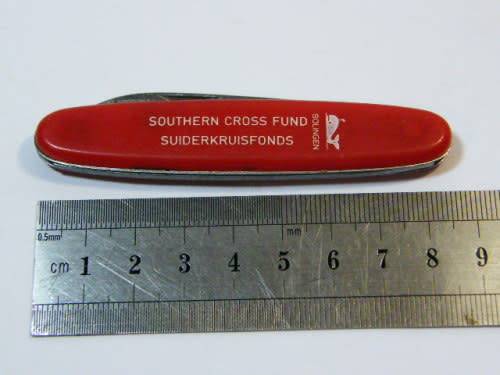 SOUTHERN CROSS FUND
SUIDERKRUISFONDS
SOLINGEN
0.5mm
mm
cm 1 2 3 4 5 6 7 8 9